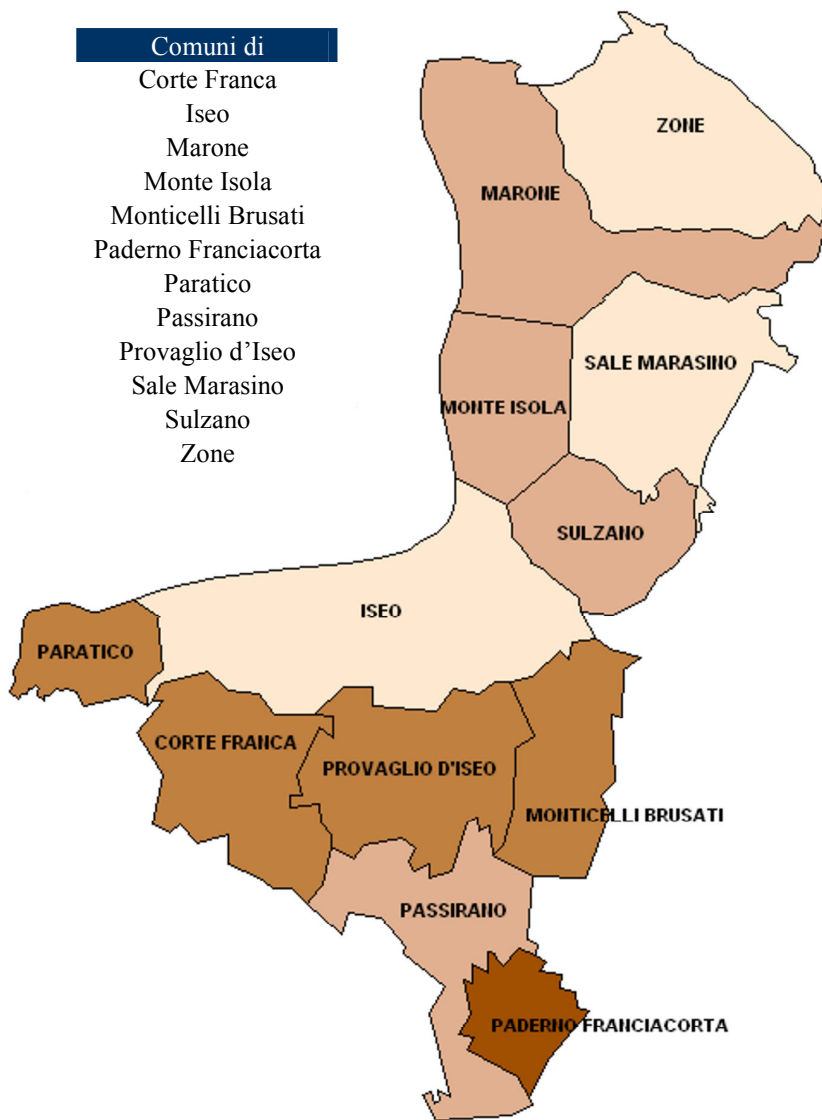 Comuni di
Corte Franca
Iseo
Marone
Monte Isola
Monticelli Brusati
Paderno Franciacorta
Paratico
Passirano
Provaglio d'Iseo
Sale Marasino
Sulzano
Zone
ZONE
MARONE
SALE MARASINO
MONTE ISOLA
SULZANO
ISEO
PARATICO
CORTE FRANCA
PROVAGLIO D'ISEO
MONTICELLI BRUSATI
PASSIRANO
PADERNO FRANCIACORTA